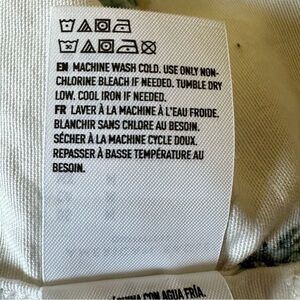 EN MACHINE WASH COLD. USE ONLY NON-
CHLORINE BLEACH IF NEEDED. TUMBLE DRY
LOW. COOL IRON IF NEEDED.
FR LAVER À LA MACHINE À L'EAU FROIDE.
BLANCHIR SANS CHLORE AU BESOIN.
SÉCHER À LA MACHINE CYCLE DOUX.
REPASSER À BASSE TEMPÉRATURE AU
BESOIN.
CON AGUA FRÍA.